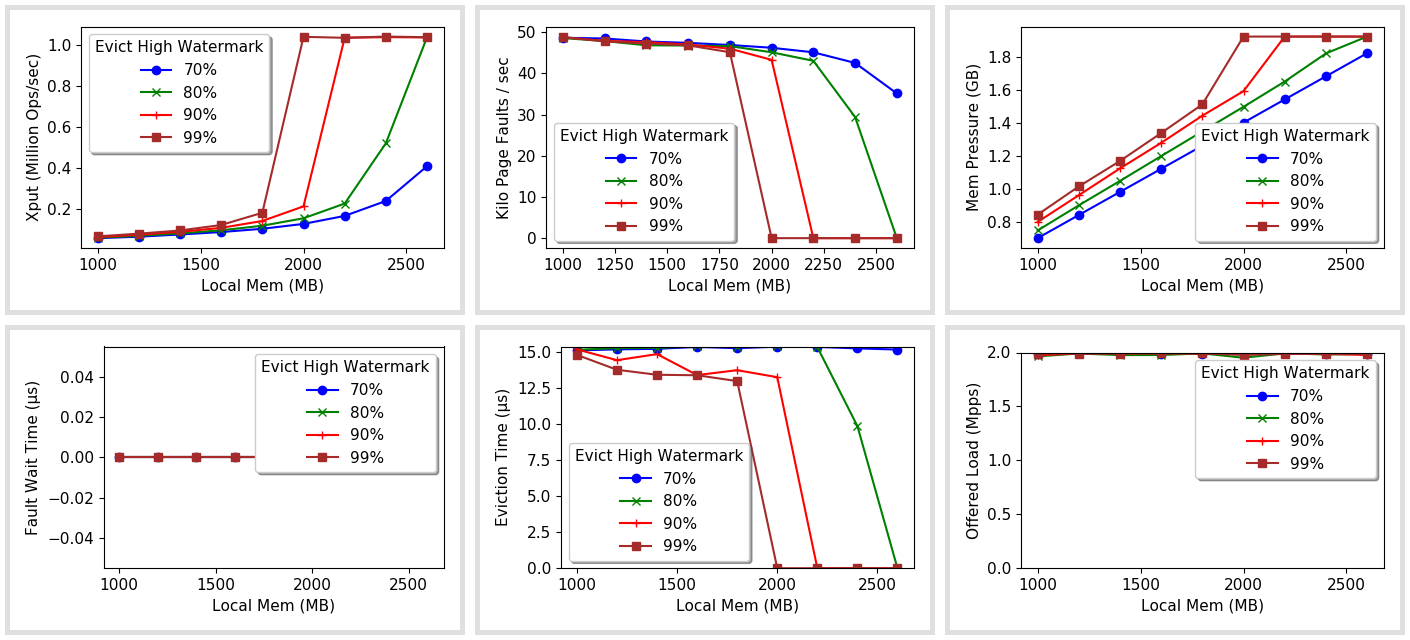 Xput (Million Ops/sec)
1.0
0.8
0.6
0.4
0.2
Evict High Watermark
70%
80%
90%
99%
1000 1500 2000 2500
Local Mem (MB)
Kilo Page Faults / sec
50
40
30
20
10
0
Evict High Watermark
70%
80%
90%
99%
1000 1250 1500 1750 2000 2250 2500
Local Mem (MB)
Mem Pressure (GB)
1.8
1.6
1.4
1.2
1.0
0.8
Evict High Watermark
70%
80%
90%
99%
1000 1500 2000 2500
Local Mem (MB)
Fault Wait Time (µs)
0.04
0.02
0.00
−0.02
−0.04
Evict High Watermark
70%
80%
90%
99%
1000 1500 2000 2500
Local Mem (MB)
Eviction Time (µs)
15.0
12.5
10.0
7.5
5.0
2.5
0.0
Evict High Watermark
70%
80%
90%
99%
1000 1500 2000 2500
Local Mem (MB)
Offered Load (Mpps)
2.0
1.5
1.0
0.5
0.0
Evict High Watermark
70%
80%
90%
99%
1000 1500 2000 2500
Local Mem (MB)